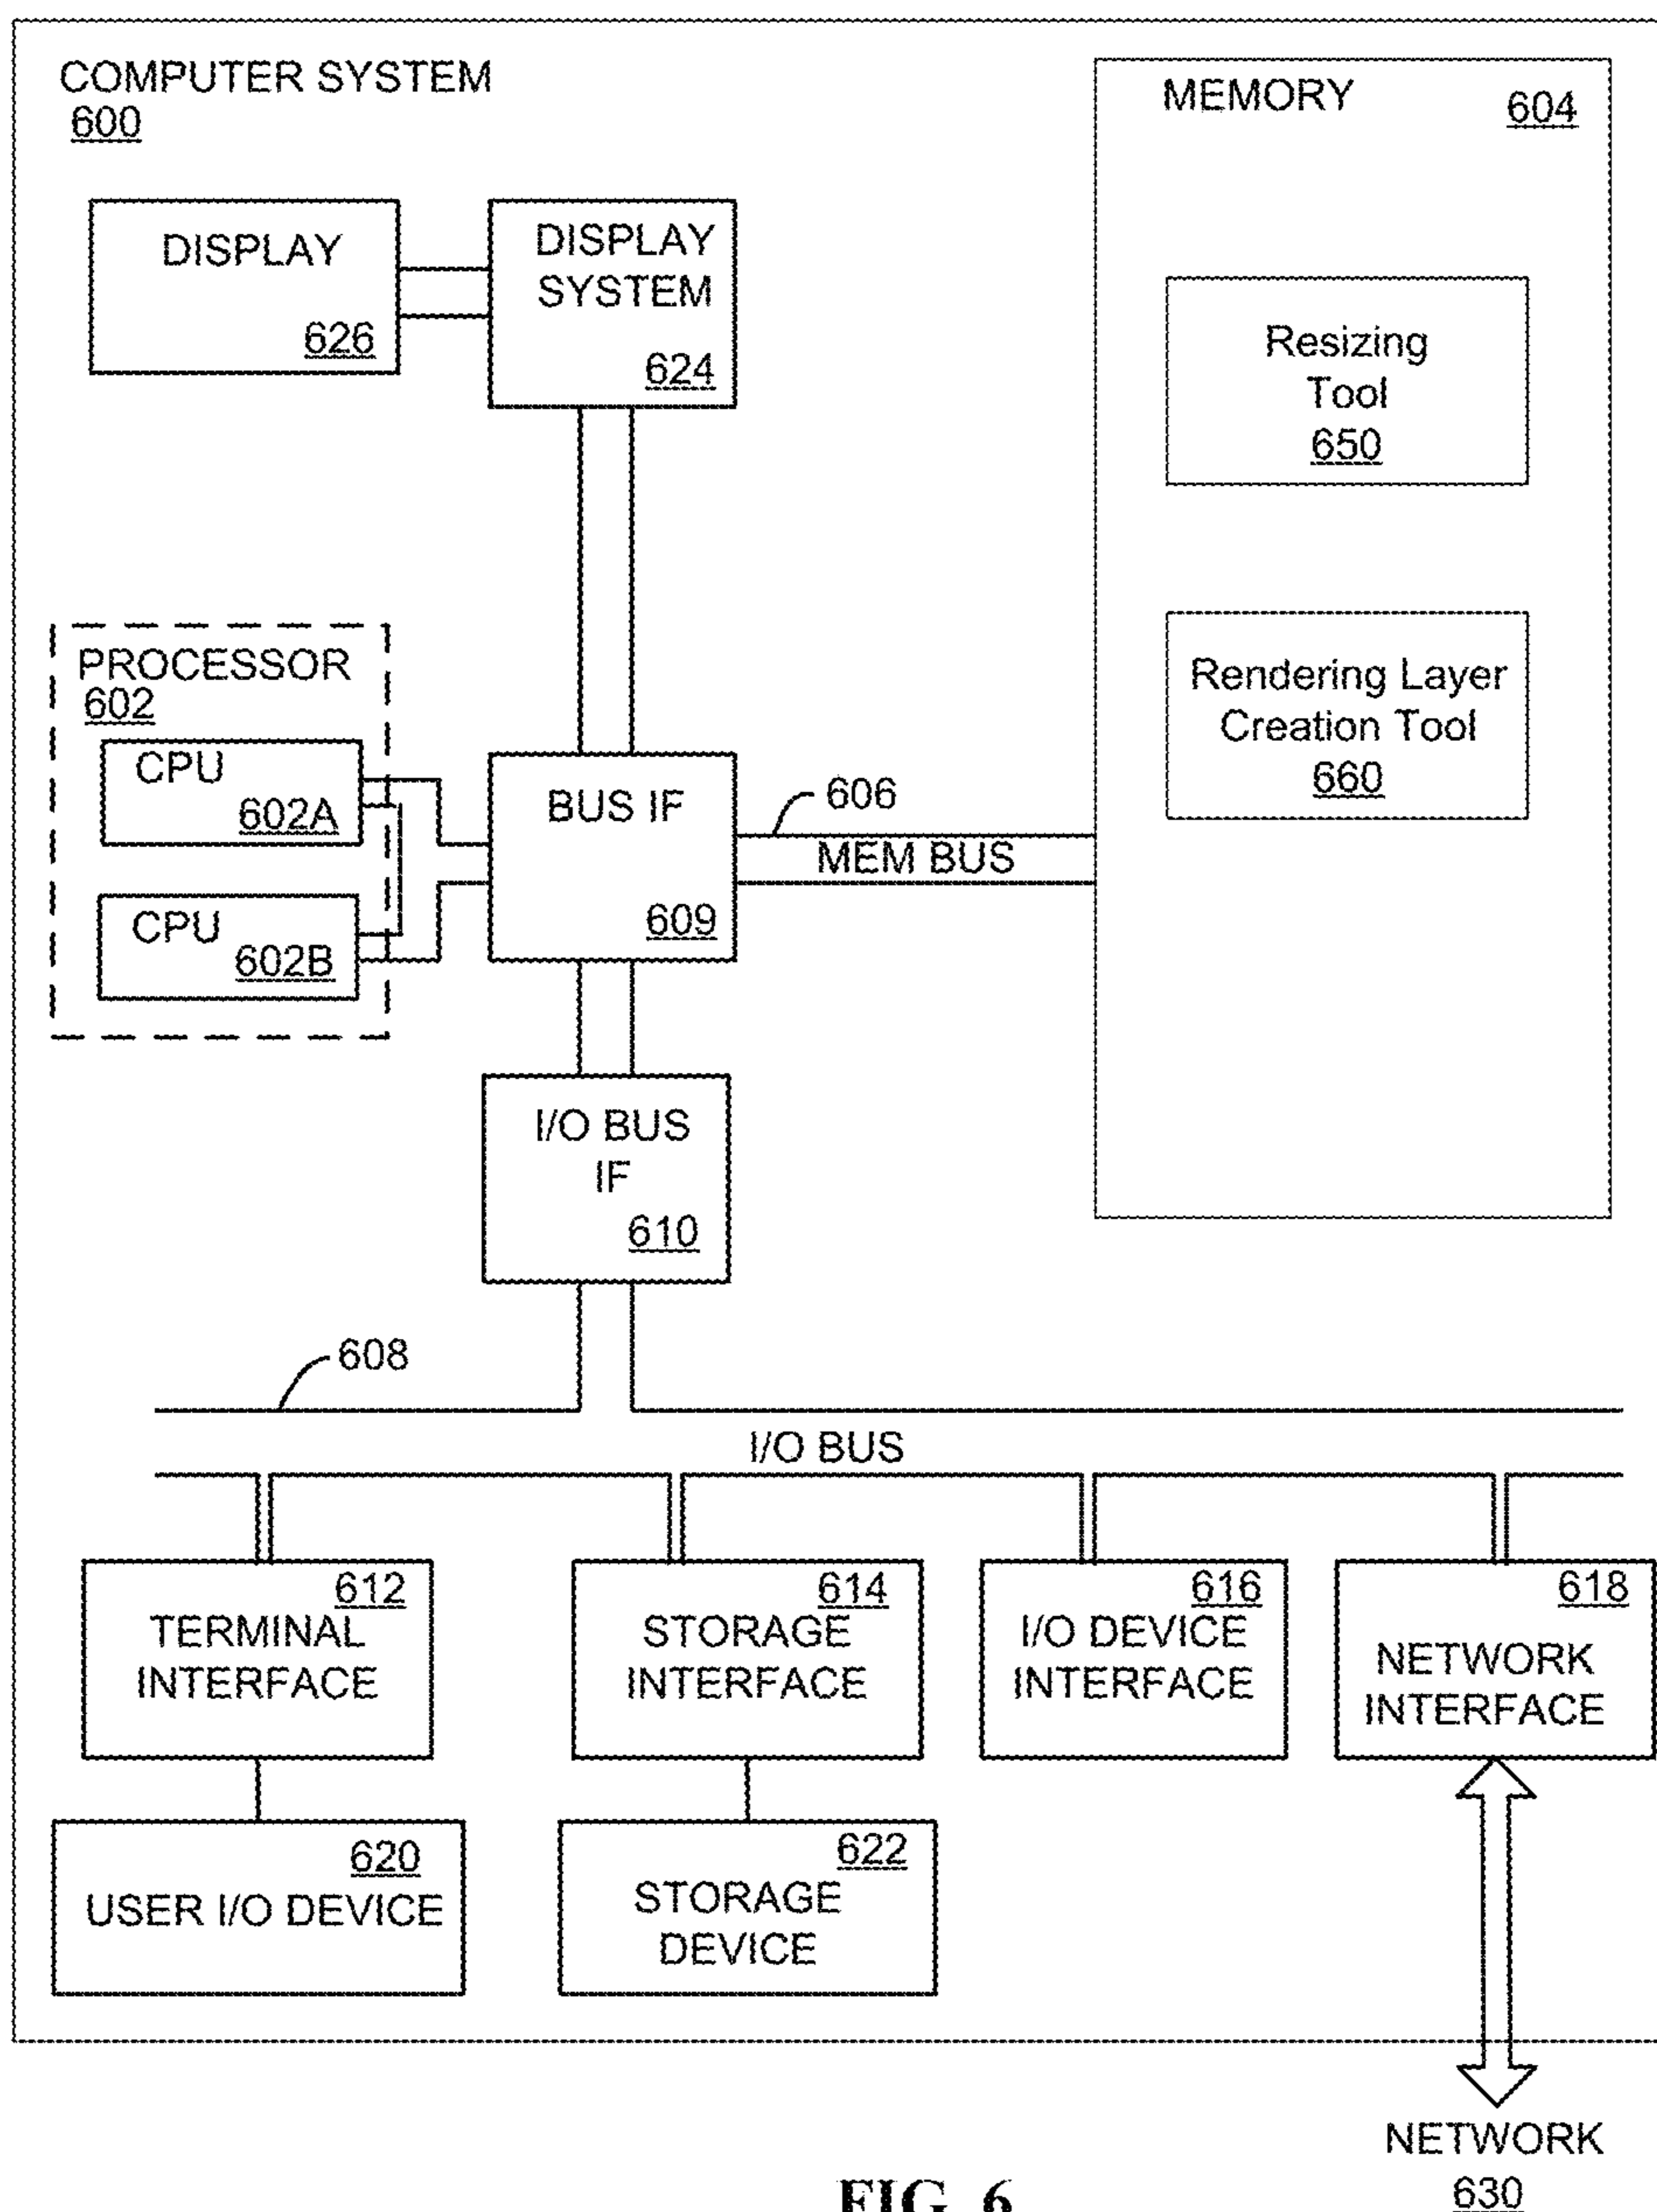 COMPUTER SYSTEM
600
MEMORY
604
DISPLAY
626
DISPLAY
SYSTEM
624
Resizing
Tool
650
PROCESSOR
602
CPU
602A
CPU
602B
BUS IF
609
606
MEM BUS
Rendering Layer
Creation Tool
660
I/O BUS
IF
610
608
I/O BUS
612
TERMINAL
INTERFACE
614
STORAGE
INTERFACE
616
I/O DEVICE
INTERFACE
618
NETWORK
INTERFACE
620
USER I/O DEVICE
622
STORAGE
DEVICE
NETWORK
630
FIG. 6